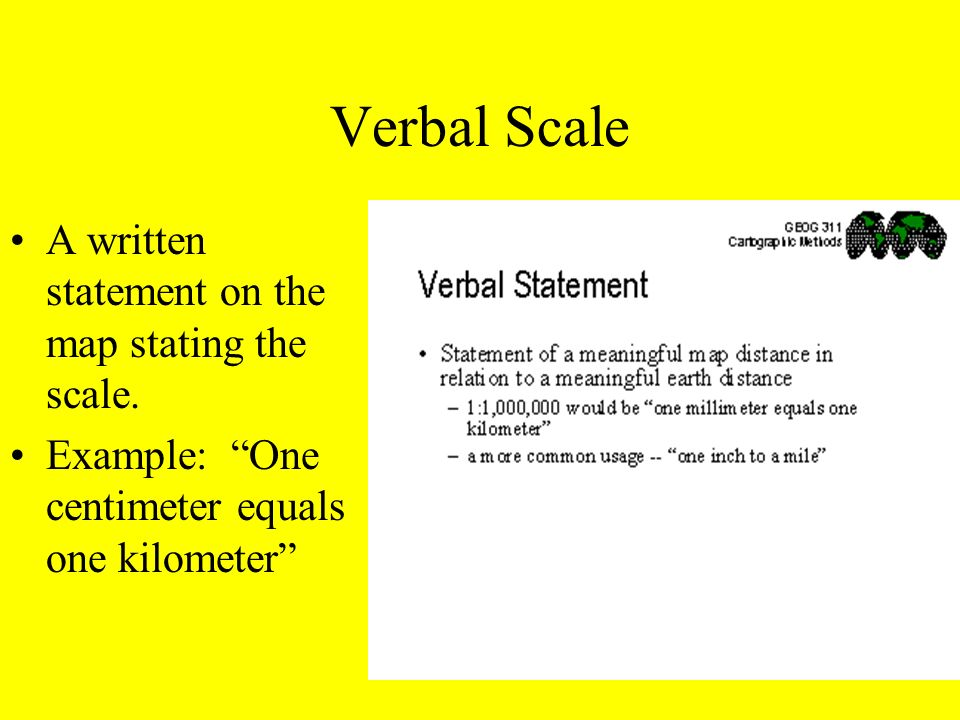 Verbal Scale
• A written
statement on the
map stating the
scale.
• Example: “One
centimeter equals
one kilometer”
GEOG 311
Cartographic Methods
Verbal Statement
• Statement of a meaningful map distance in
relation to a meaningful earth distance
– 1:1,000,000 would be “one millimeter equals one
kilometer”
– a more common usage -- “one inch to a mile”